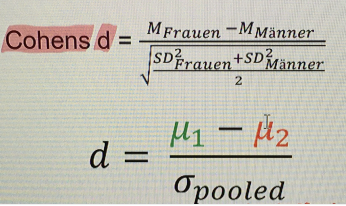 Cohens d = (M_Frauen − M_Männer) / √((SD²_Frauen + SD²_Männer) / 2)
d = (μ₁ − μ₂) / σ_pooled